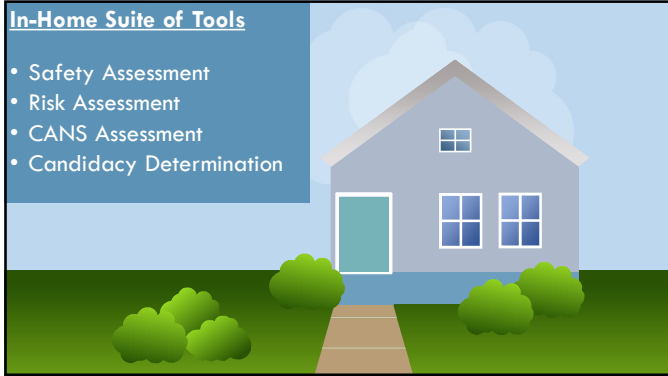 In-Home Suite of Tools
• Safety Assessment
• Risk Assessment
• CANS Assessment
• Candidacy Determination